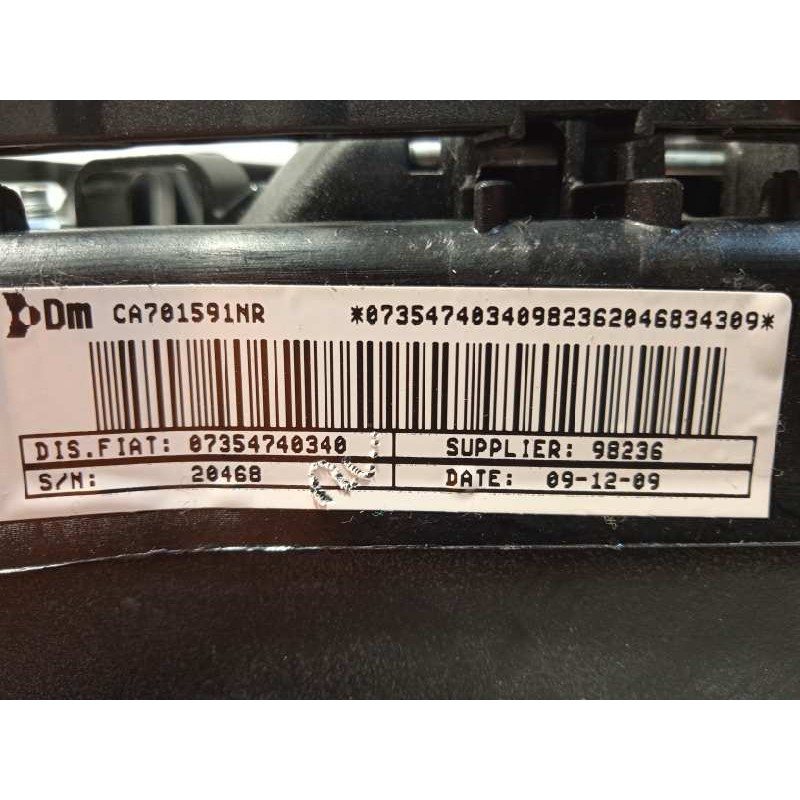 Dm CA701591NR *07354740340982362046834309*
DIS.FIAT: 07354740340 SUPPLIER: 98236
S/N: 20468 DATE: 09-12-09